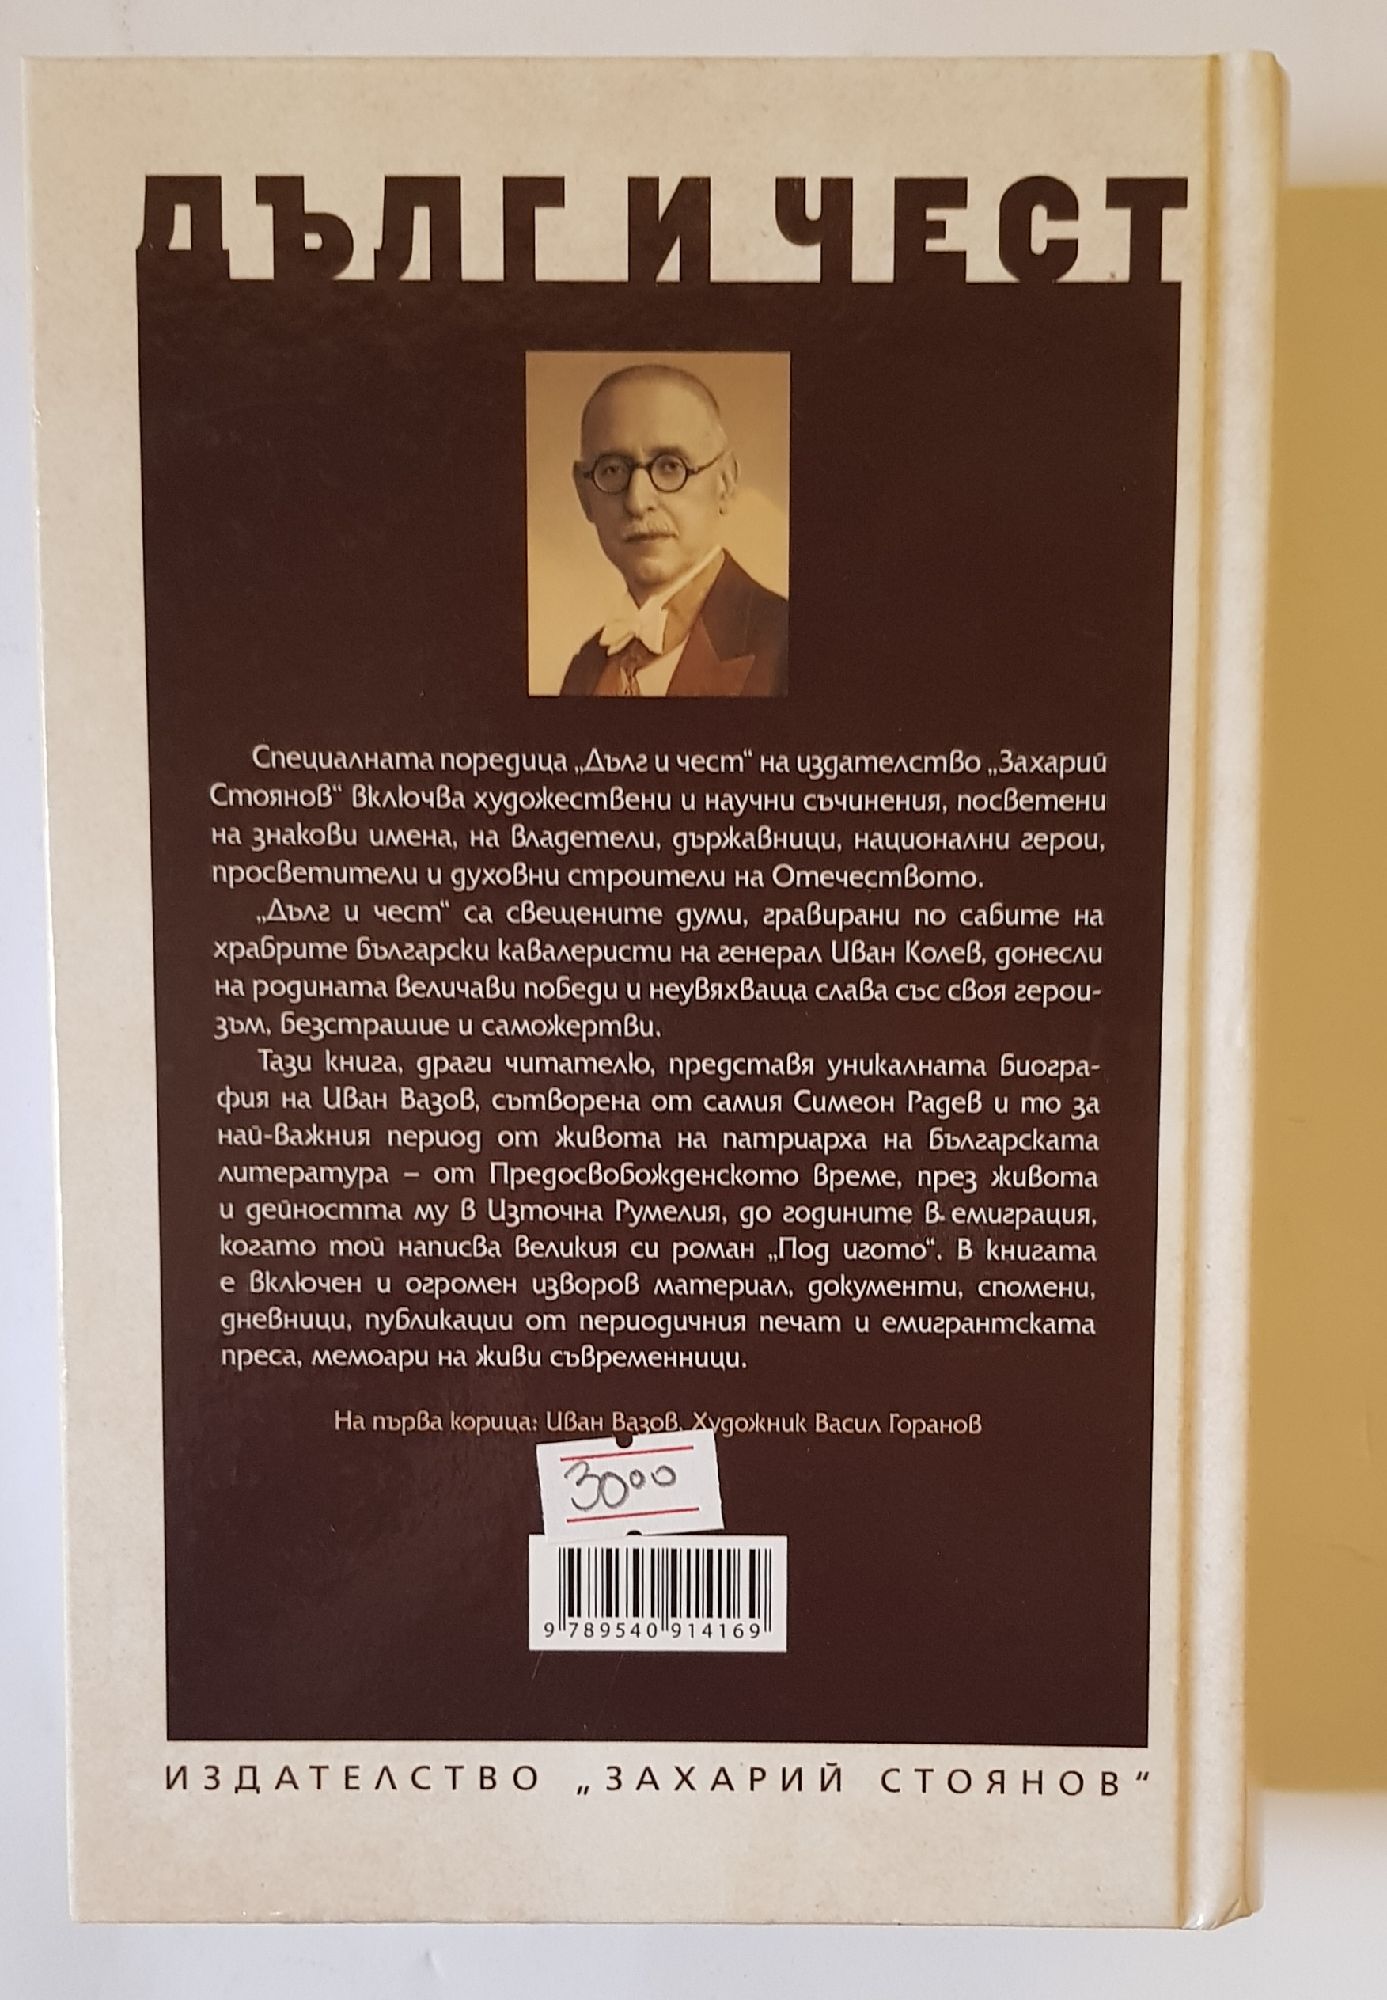 ДЪЛГ И ЧЕСТ
Специалната поредица „Дълг и чест“ на издателство „Захарий
Стоянов“ включва художествени и научни съчинения, посветени
на знакови имена, на владетели, държавници, национални герои,
просветители и духовни строители на Отечеството.
„Дълг и чест“ са свещените думи, гравирани по сабите на
храбрите български кавалеристи на генерал Иван Колев, донесли
на родината величави победи и неувяхваща слава със своя герои-
зъм, безстрашие и саможертви.
Тази книга, драги читателю, представя уникалната биогра-
фия на Иван Вазов, сътворена от самия Симеон Радев и то за
най-важния период от живота на патриарха на българската
литература – от Предосвобожденското време, през живота
и дейността му в Източна Румелия, до годините в емиграция,
когато той написва великия си роман „Под игото“. В книгата
е включен и огромен изворов материал, документи, спомени,
дневници, публикации от периодичния печат и емигрантската
преса, мемоари на живи съвременници.
На първа корица: Иван Вазов. Художник Васил Горанов
30⁰⁰
9 789540 914169
ИЗДАТЕЛСТВО „ЗАХАРИЙ СТОЯНОВ“